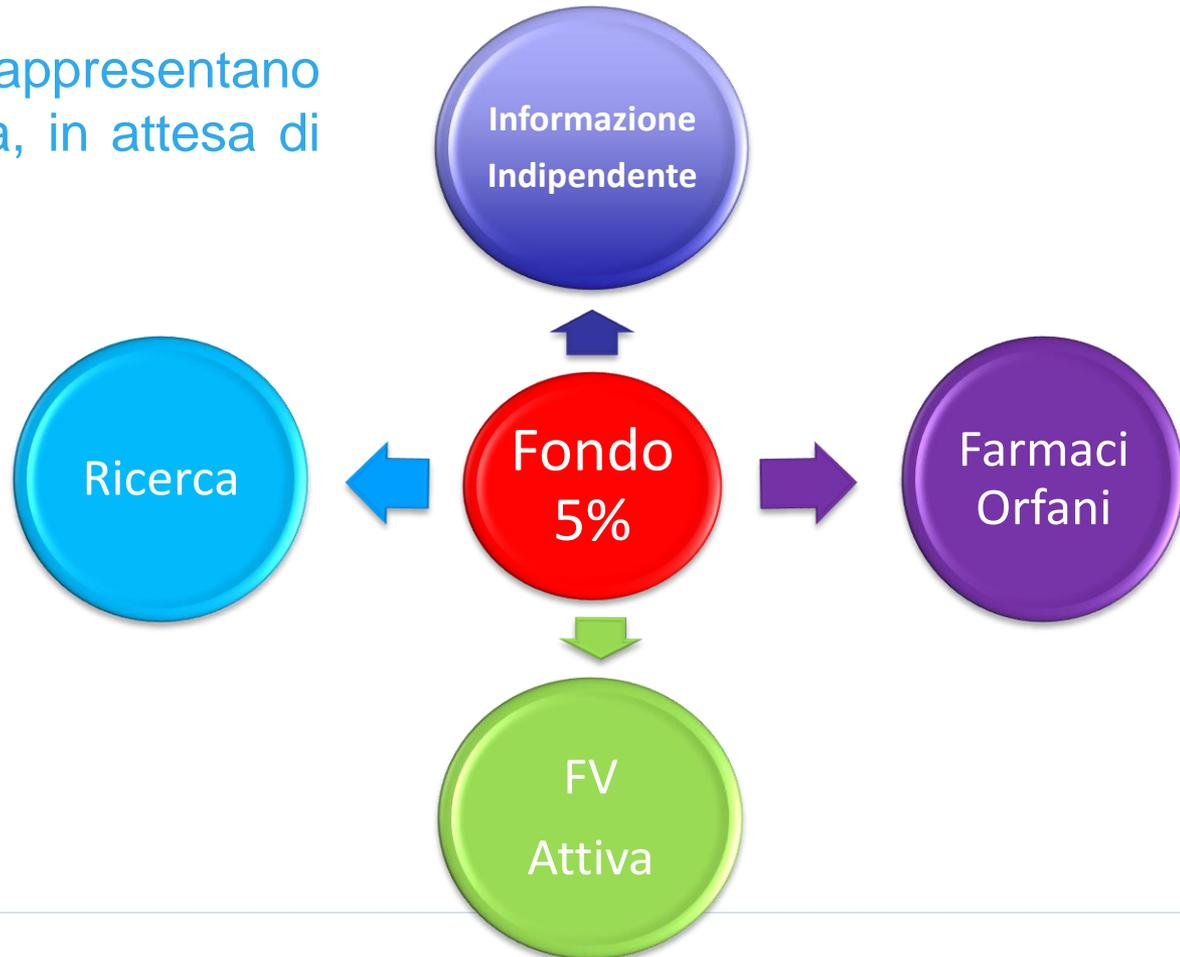 appresentano
a, in attesa di
Informazione
Indipendente
Ricerca
Fondo
5%
Farmaci
Orfani
FV
Attiva